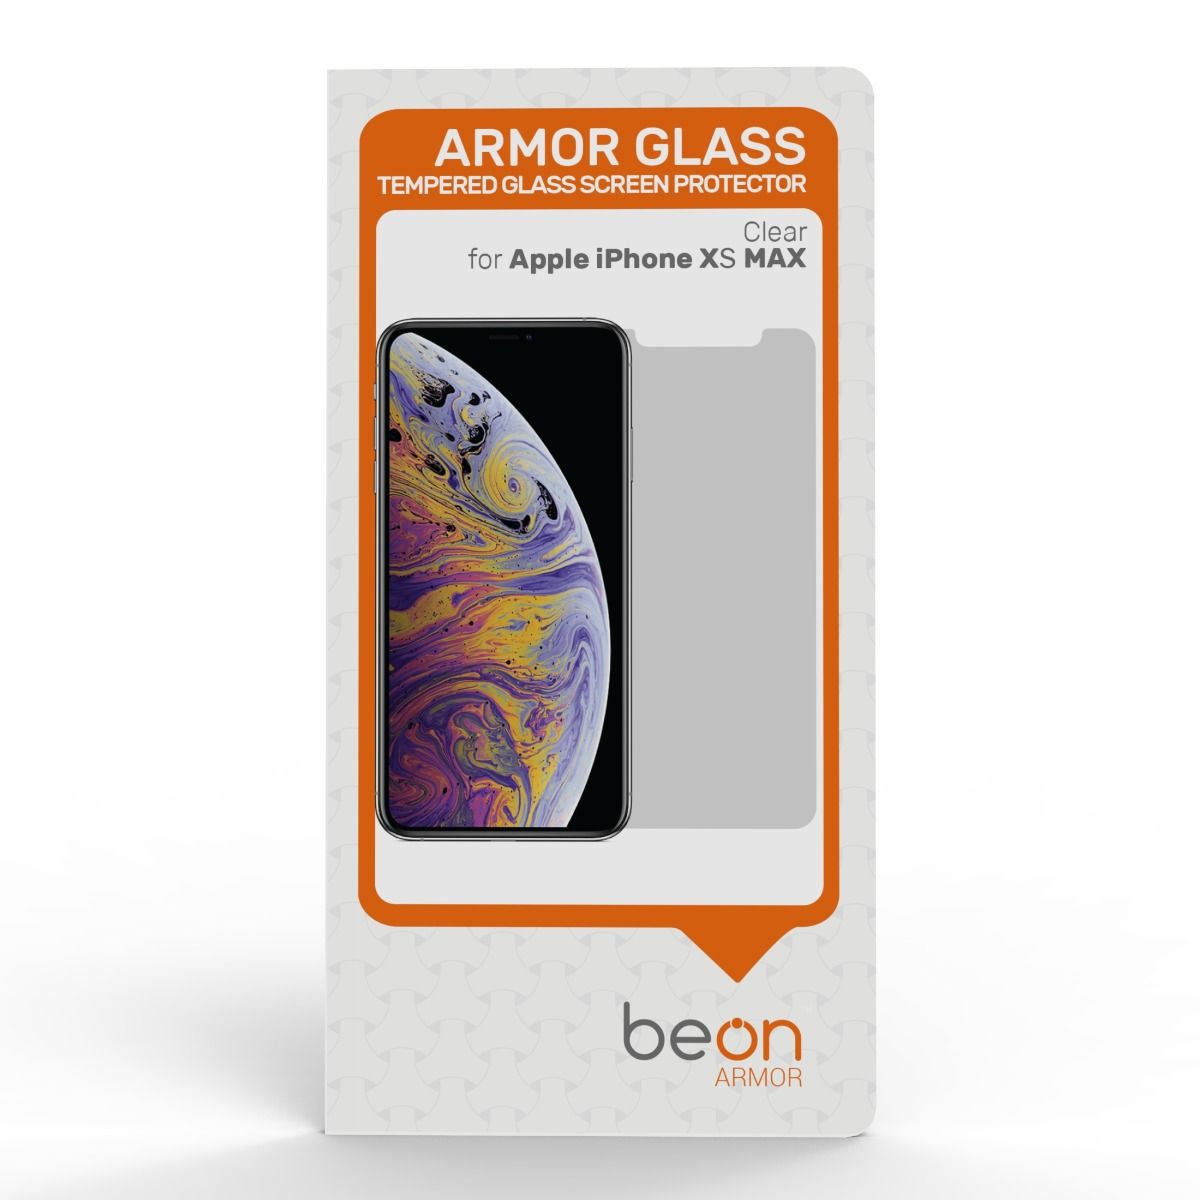 ARMOR GLASS
TEMPERED GLASS SCREEN PROTECTOR
Clear
for Apple iPhone XS MAX
beon
ARMOR